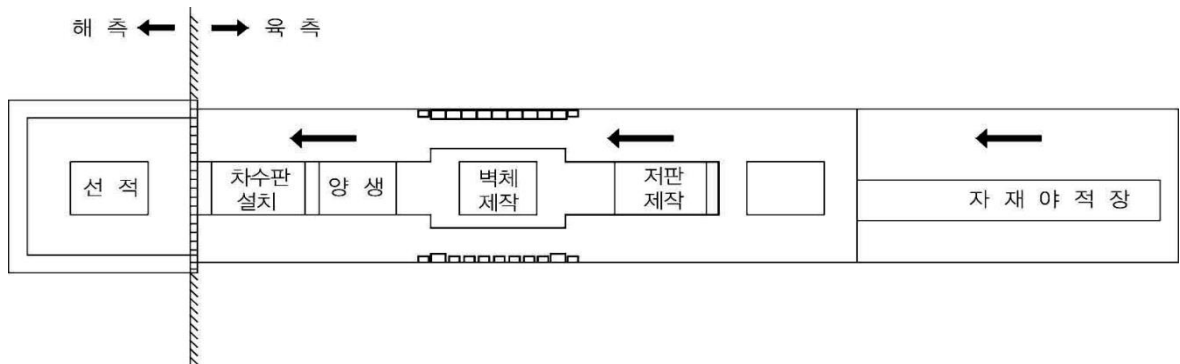 해 측
육 측
선 적
차수판
설치
양 생
벽체
제작
저판
제작
자 재 야 적 장